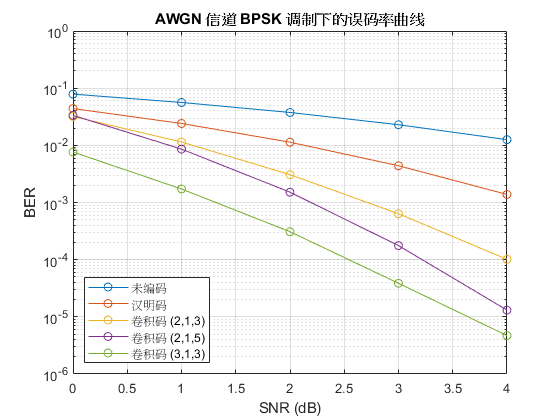 AWGN 信道 BPSK 调制下的误码率曲线
10^0
10^-1
10^-2
10^-3
10^-4
10^-5
10^-6
BER
未编码
汉明码
卷积码 (2,1,3)
卷积码 (2,1,5)
卷积码 (3,1,3)
0 0.5 1 1.5 2 2.5 3 3.5 4
SNR (dB)